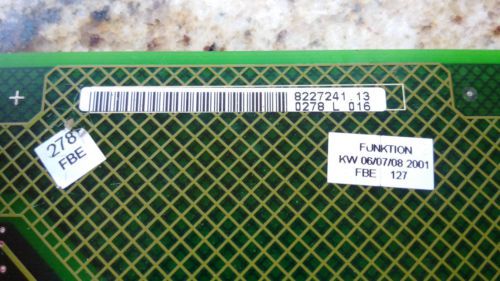 8227241.13
0278 L 016
278
FBE
FUNKTION
KW 06/07/08 2001
FBE 127